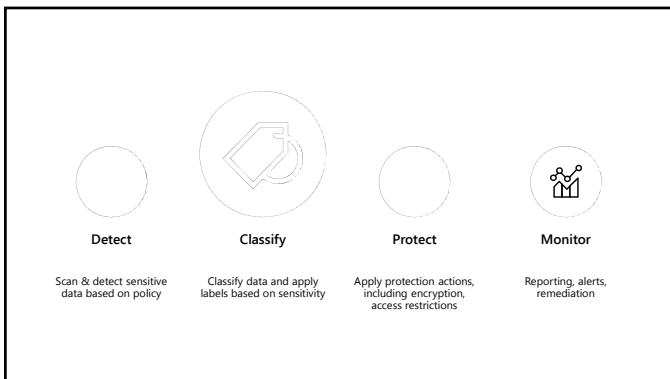 Detect
Classify
Protect
Monitor
Scan & detect sensitive
data based on policy
Classify data and apply
labels based on sensitivity
Apply protection actions,
including encryption,
access restrictions
Reporting, alerts,
remediation